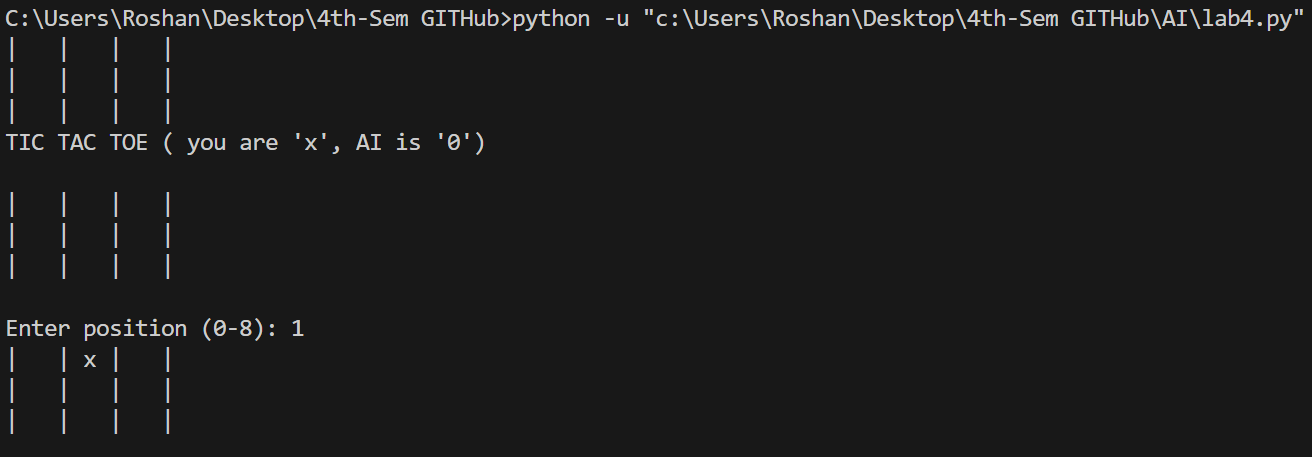 C:\Users\Roshan\Desktop\4th-Sem GITHub>python -u "c:\Users\Roshan\Desktop\4th-Sem GITHub\AI\lab4.py"
|   |   |   |
|   |   |   |
|   |   |   |
TIC TAC TOE ( you are 'x', AI is '0')

|   |   |   |
|   |   |   |
|   |   |   |

Enter position (0-8): 1
|   | x |   |
|   |   |   |
|   |   |   |